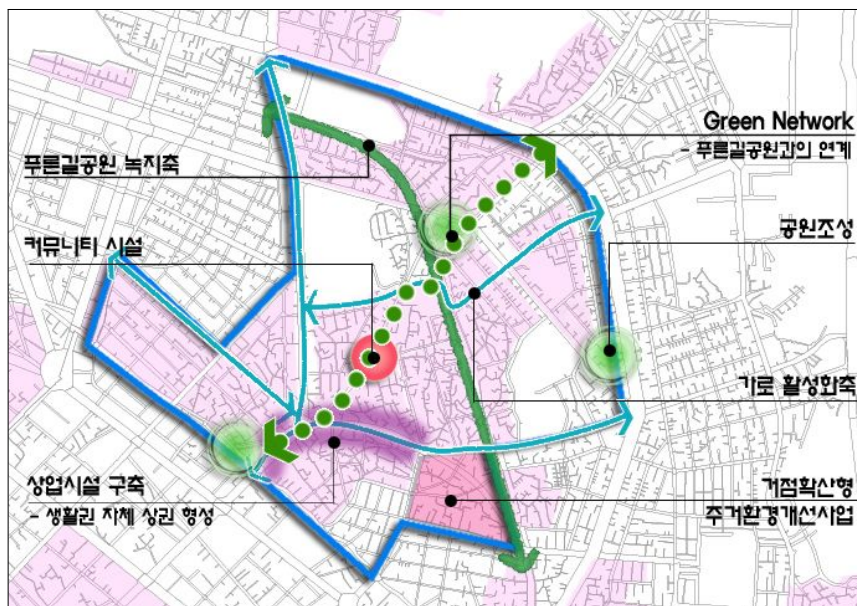 푸른길공원 녹지축
커뮤니티 시설
상업시설 구축
- 생활권 자체 상권 형성
Green Network
- 푸른길공원과의 연계
공원조성
가로 활성화축
거점확산형
주거환경개선사업